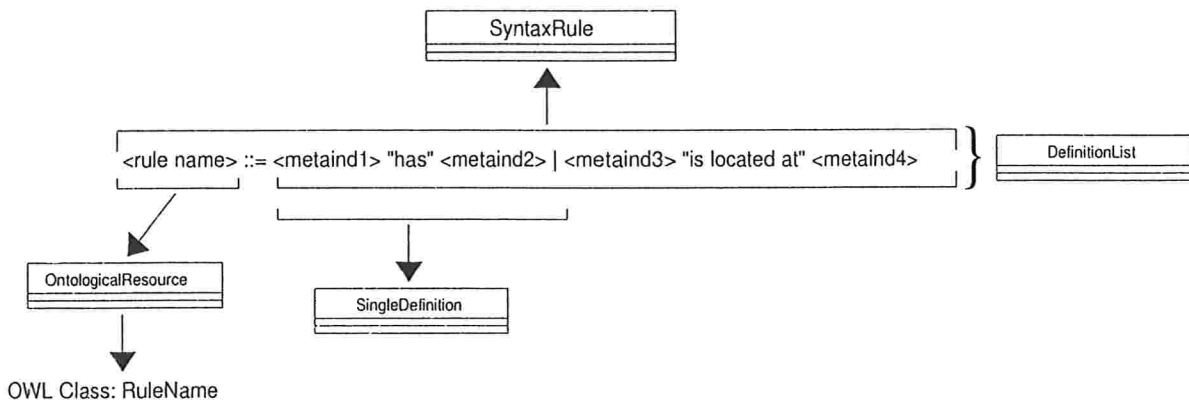 SyntaxRule
<rule name> ::= <metaind1> "has" <metaind2> | <metaind3> "is located at" <metaind4>
DefinitionList
OntologicalResource
SingleDefinition
OWL Class: RuleName